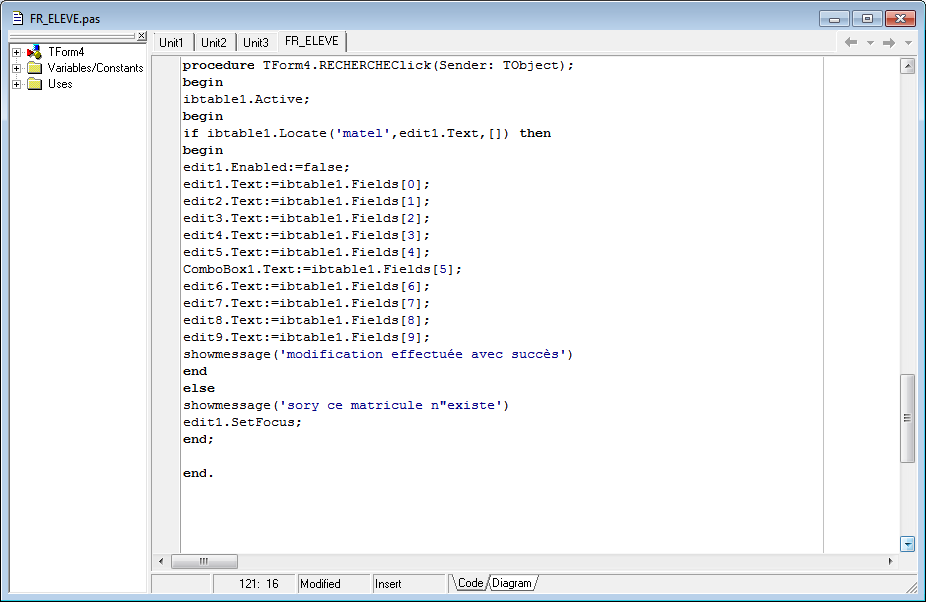 FR_ELEVE.pas
TForm4
Variables/Constants
Uses
Unit1 Unit2 Unit3 FR_ELEVE
procedure TForm4.RECHERCHEClick(Sender: TObject);
begin
ibtable1.Active;
begin
if ibtable1.Locate('matel',edit1.Text,[]) then
begin
edit1.Enabled:=false;
edit1.Text:=ibtable1.Fields[0];
edit2.Text:=ibtable1.Fields[1];
edit3.Text:=ibtable1.Fields[2];
edit4.Text:=ibtable1.Fields[3];
edit5.Text:=ibtable1.Fields[4];
ComboBox1.Text:=ibtable1.Fields[5];
edit6.Text:=ibtable1.Fields[6];
edit7.Text:=ibtable1.Fields[7];
edit8.Text:=ibtable1.Fields[8];
edit9.Text:=ibtable1.Fields[9];
showmessage('modification effectuée avec succès')
end
else
showmessage('sory ce matricule n"existe')
edit1.SetFocus;
end;
end.
121: 16 Modified Insert Code Diagram